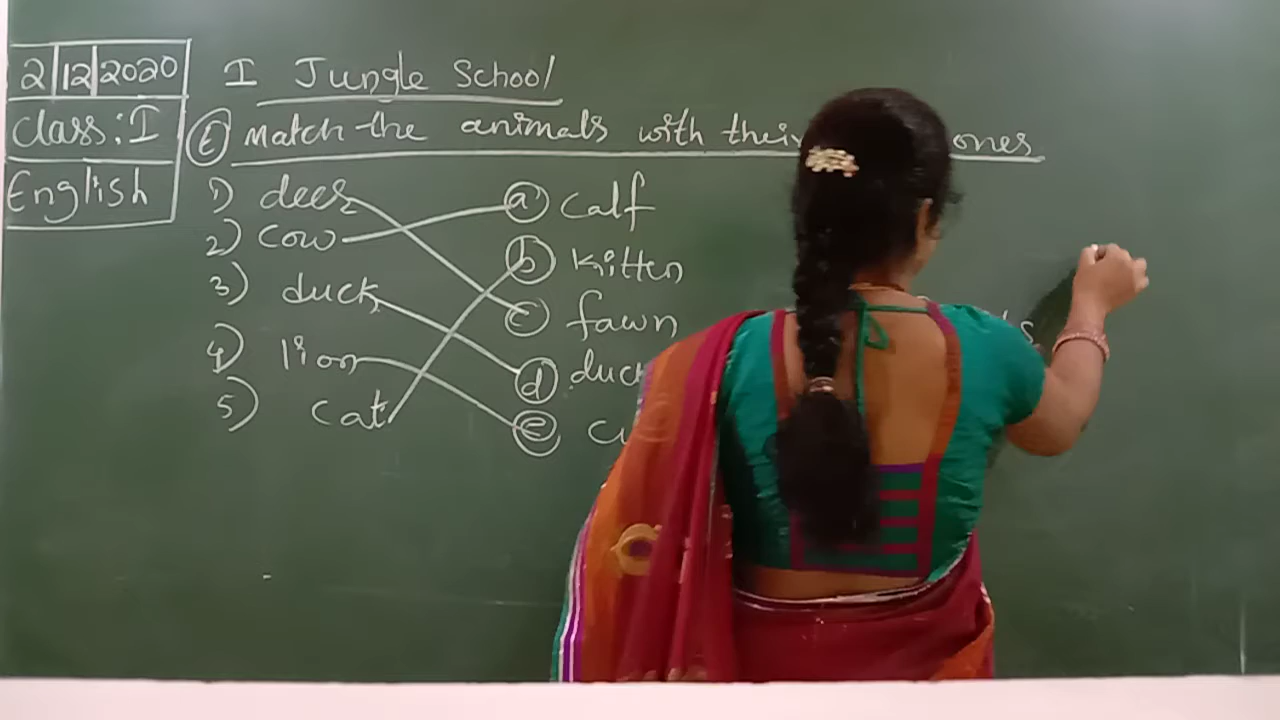 2|12|2020
Class: I
English
I Jungle School
E Match the animals with their ones
1) deer
2) cow
3) duck
4) lion
5) cat
a) calf
b) kitten
c) fawn
d) duck
e)